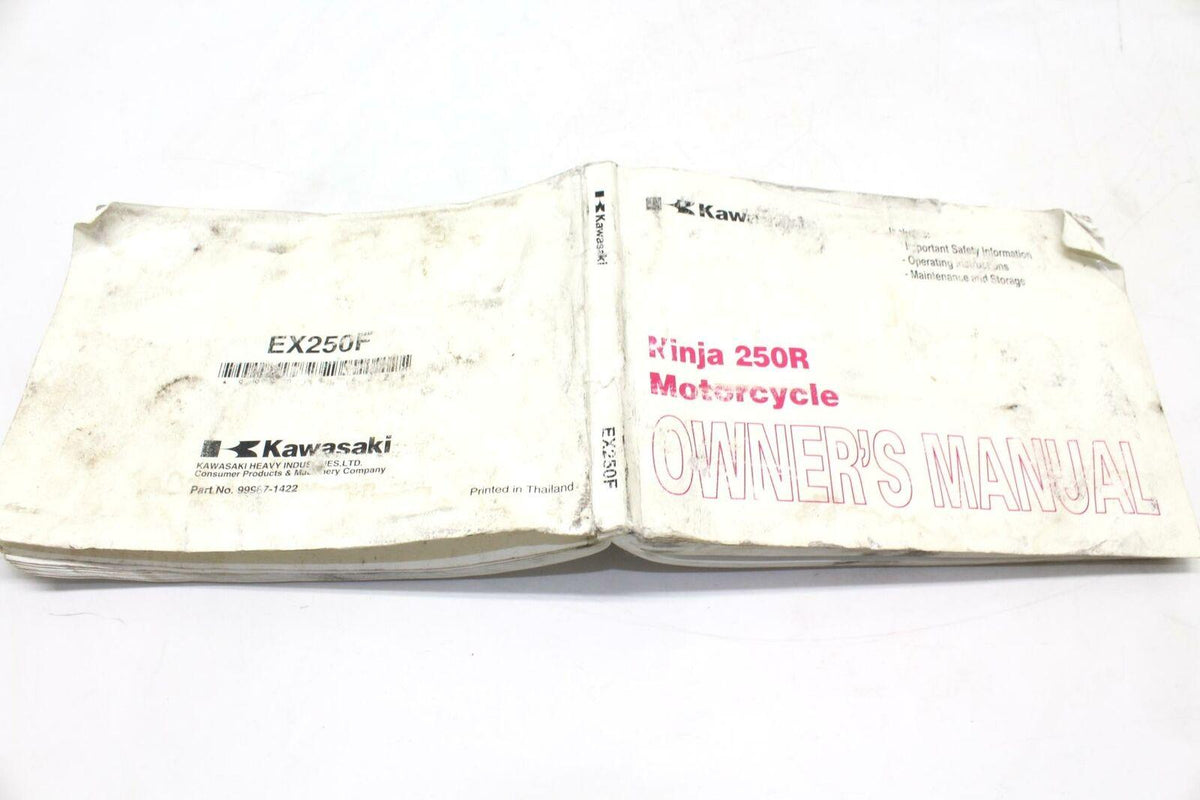 EX250F
Kawasaki
KAWASAKI HEAVY INDUSTRIES,LTD.
Consumer Products & Machinery Company
Part No. 99987-1422
Printed in Thailand
Kawasaki
EX250F
Kawasaki
· Important Safety Information
· Operating Instructions
· Maintenance and Storage
Ninja 250R
Motorcycle
OWNER'S MANUAL